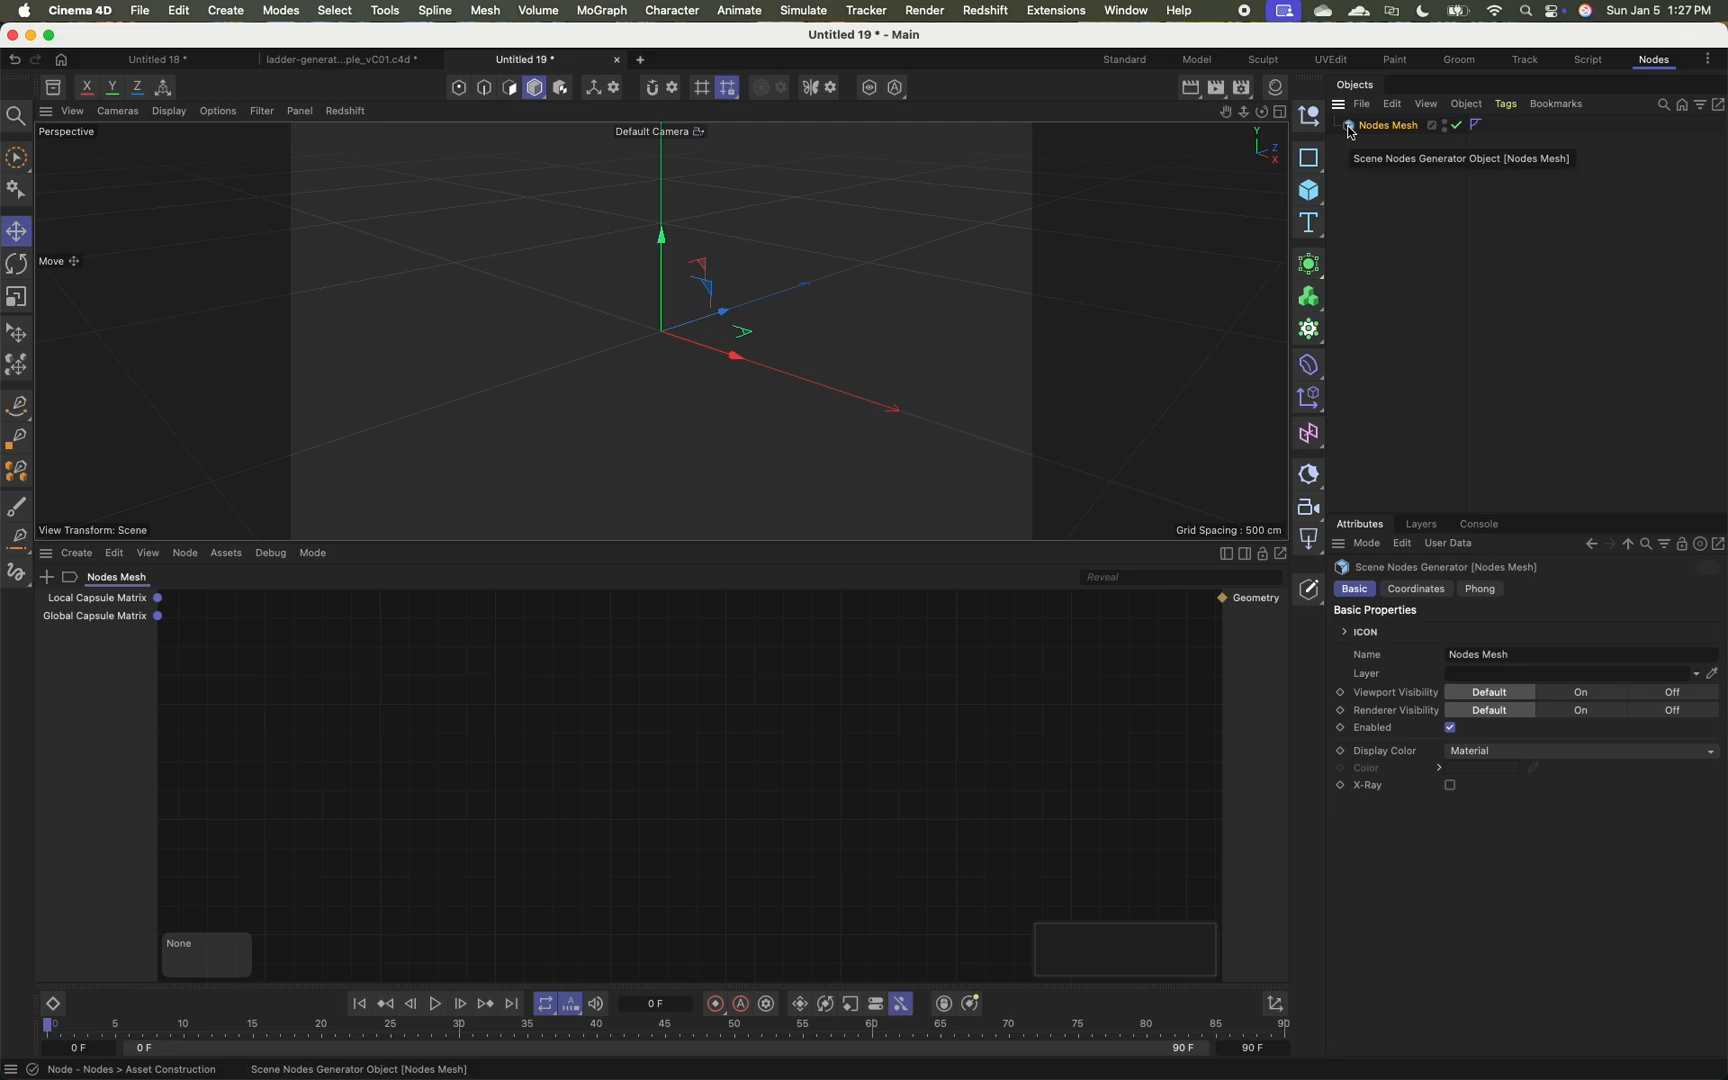 Cinema 4D File Edit Create Modes Select Tools Spline Mesh Volume MoGraph Character Animate Simulate Tracker Render Redshift Extensions Window Help Sun Jan 5 1:27 PM
Untitled 19 * - Main
Untitled 18 * ladder-generat...ple_vC01.c4d * Untitled 19 * × + Standard Model Sculpt UVEdit Paint Groom Track Script Nodes
X Y Z
Objects
View Cameras Display Options Filter Panel Redshift
File Edit View Object Tags Bookmarks
Perspective
Default Camera
Y
Z
X
Nodes Mesh
Scene Nodes Generator Object [Nodes Mesh]
Move
View Transform: Scene
Grid Spacing : 500 cm
Attributes Layers Console
Mode Edit User Data
Create Edit View Node Assets Debug Mode
Scene Nodes Generator [Nodes Mesh]
Nodes Mesh
Reveal
Basic Coordinates Phong
Local Capsule Matrix
Geometry
Basic Properties
Global Capsule Matrix
ICON
Name Nodes Mesh
Layer
Viewport Visibility Default On Off
Renderer Visibility Default On Off
Enabled
Display Color Material
Color
X-Ray
None
A
0 F
A
0 5 10 15 20 25 30 35 40 45 50 55 60 65 70 75 80 85 90
0 F 0 F 90 F 90 F
Node - Nodes > Asset Construction Scene Nodes Generator Object [Nodes Mesh]